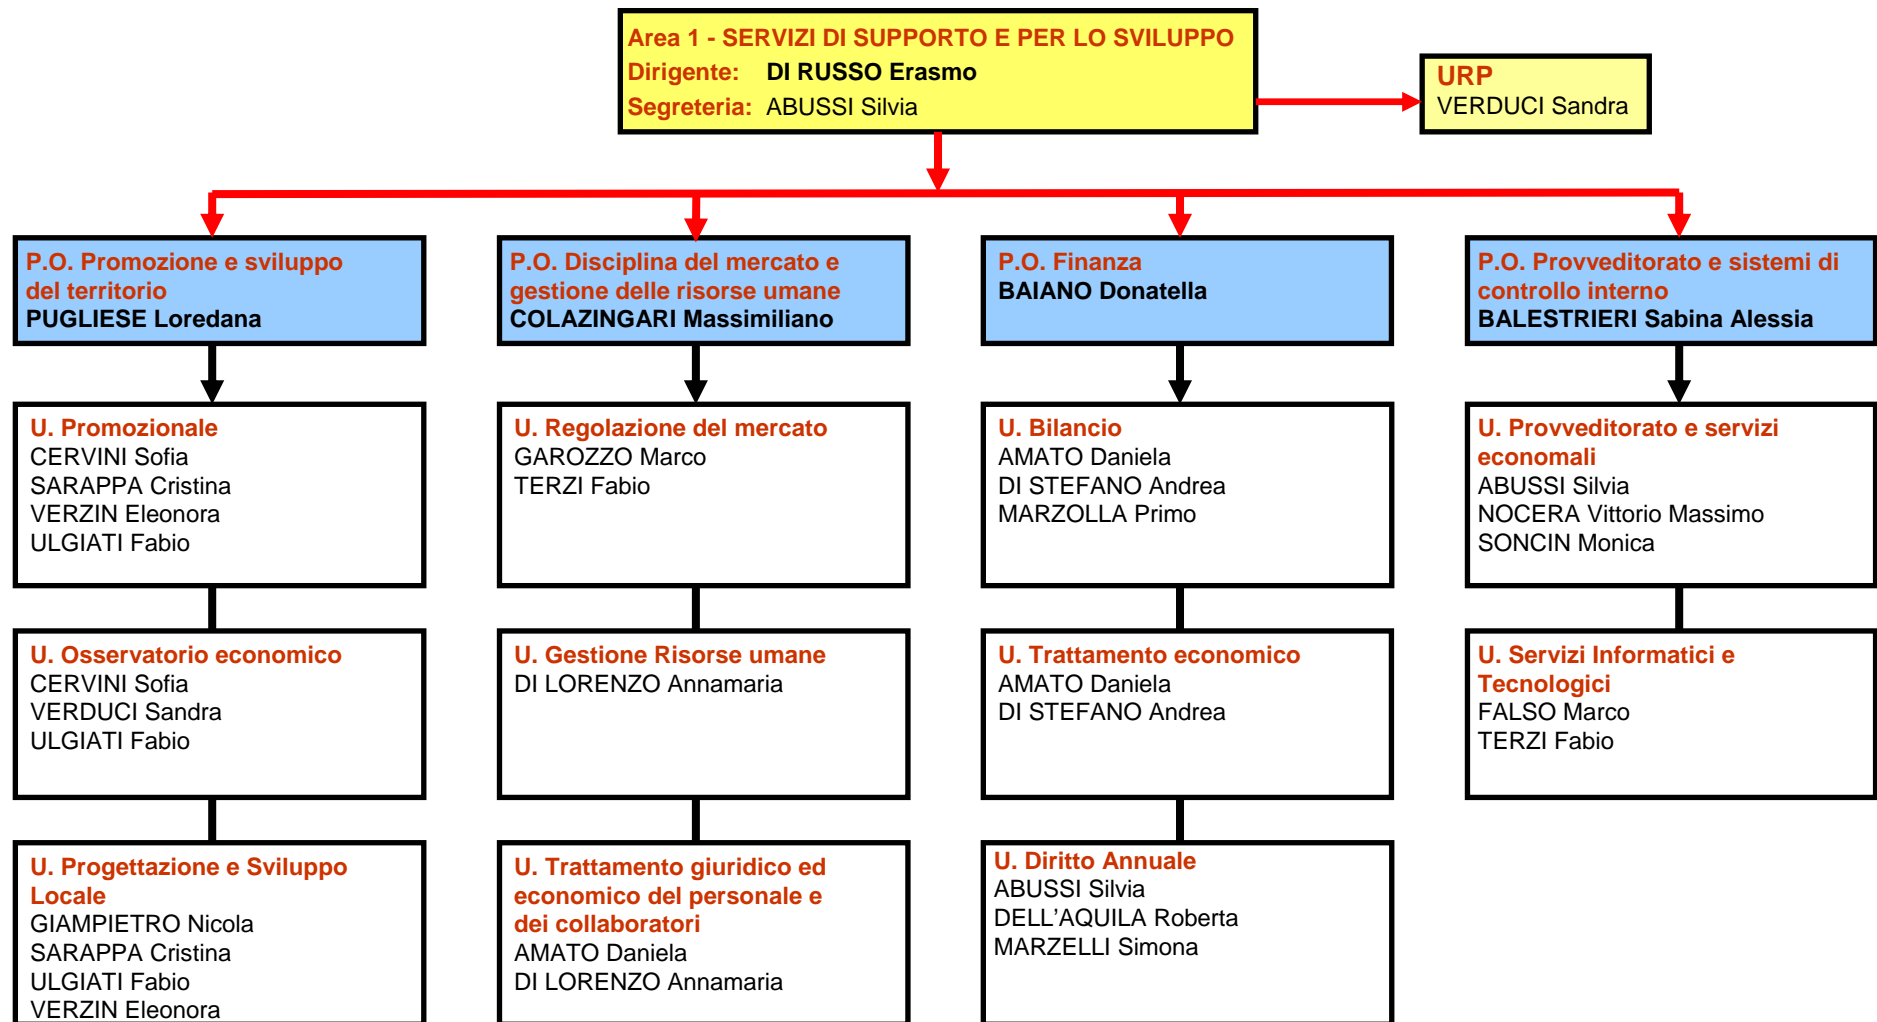 Area 1 - SERVIZI DI SUPPORTO E PER LO SVILUPPO
Dirigente: DI RUSSO Erasmo
Segreteria: ABUSSI Silvia
URP
VERDUCI Sandra
P.O. Promozione e sviluppo
del territorio
PUGLIESE Loredana
P.O. Disciplina del mercato e
gestione delle risorse umane
COLAZINGARI Massimiliano
P.O. Finanza
BAIANO Donatella
P.O. Provveditorato e sistemi di
controllo interno
BALESTRIERI Sabina Alessia
U. Promozionale
CERVINI Sofia
SARAPPA Cristina
VERZIN Eleonora
ULGIATI Fabio
U. Regolazione del mercato
GAROZZO Marco
TERZI Fabio
U. Bilancio
AMATO Daniela
DI STEFANO Andrea
MARZOLLA Primo
U. Provveditorato e servizi
economali
ABUSSI Silvia
NOCERA Vittorio Massimo
SONCIN Monica
U. Osservatorio economico
CERVINI Sofia
VERDUCI Sandra
ULGIATI Fabio
U. Gestione Risorse umane
DI LORENZO Annamaria
U. Trattamento economico
AMATO Daniela
DI STEFANO Andrea
U. Servizi Informatici e
Tecnologici
FALSO Marco
TERZI Fabio
U. Progettazione e Sviluppo
Locale
GIAMPIETRO Nicola
SARAPPA Cristina
ULGIATI Fabio
VERZIN Eleonora
U. Trattamento giuridico ed
economico del personale e
dei collaboratori
AMATO Daniela
DI LORENZO Annamaria
U. Diritto Annuale
ABUSSI Silvia
DELL’AQUILA Roberta
MARZELLI Simona